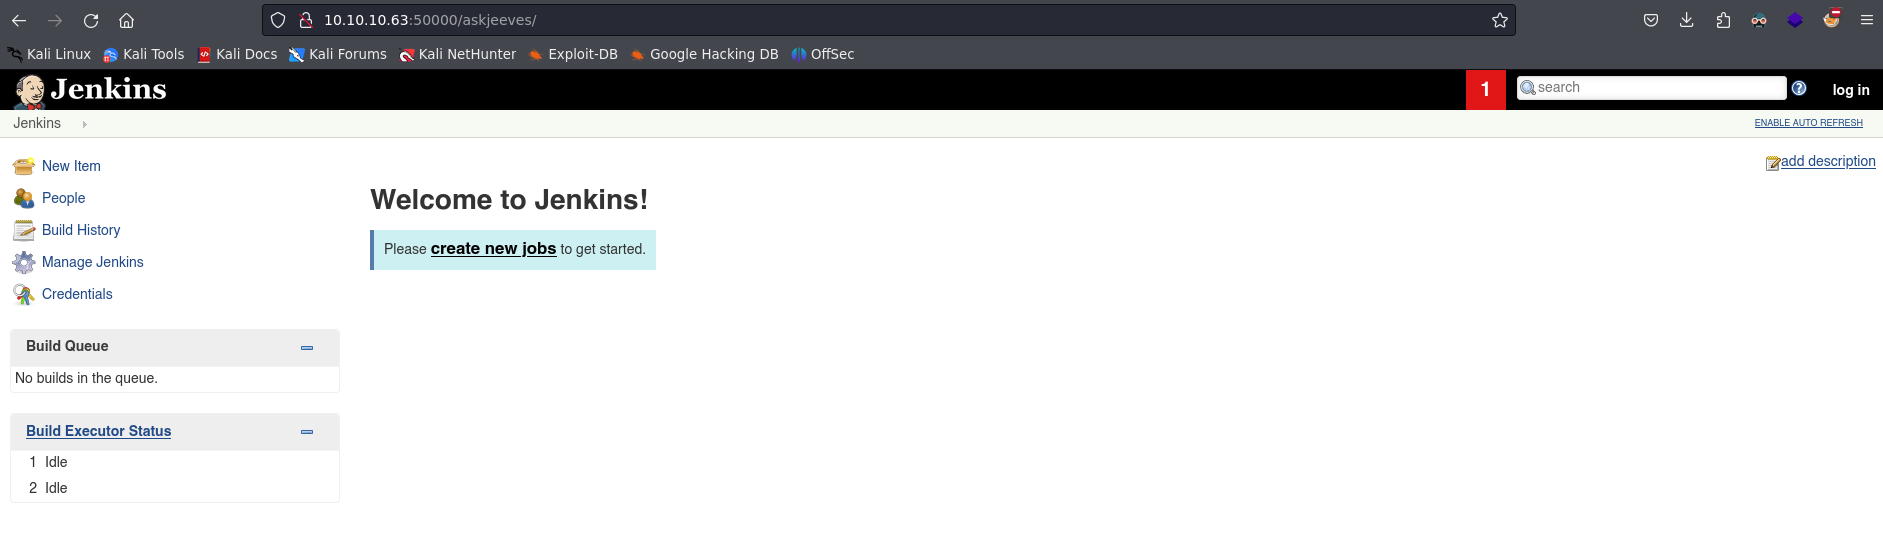 10.10.10.63:50000/askjeeves/
Kali Linux Kali Tools Kali Docs Kali Forums Kali NetHunter Exploit-DB Google Hacking DB OffSec
Jenkins 1 search ? log in
Jenkins ENABLE AUTO REFRESH
New Item add description
People
Build History
Manage Jenkins
Credentials
Welcome to Jenkins!
Please create new jobs to get started.
Build Queue
No builds in the queue.
Build Executor Status
1 Idle
2 Idle